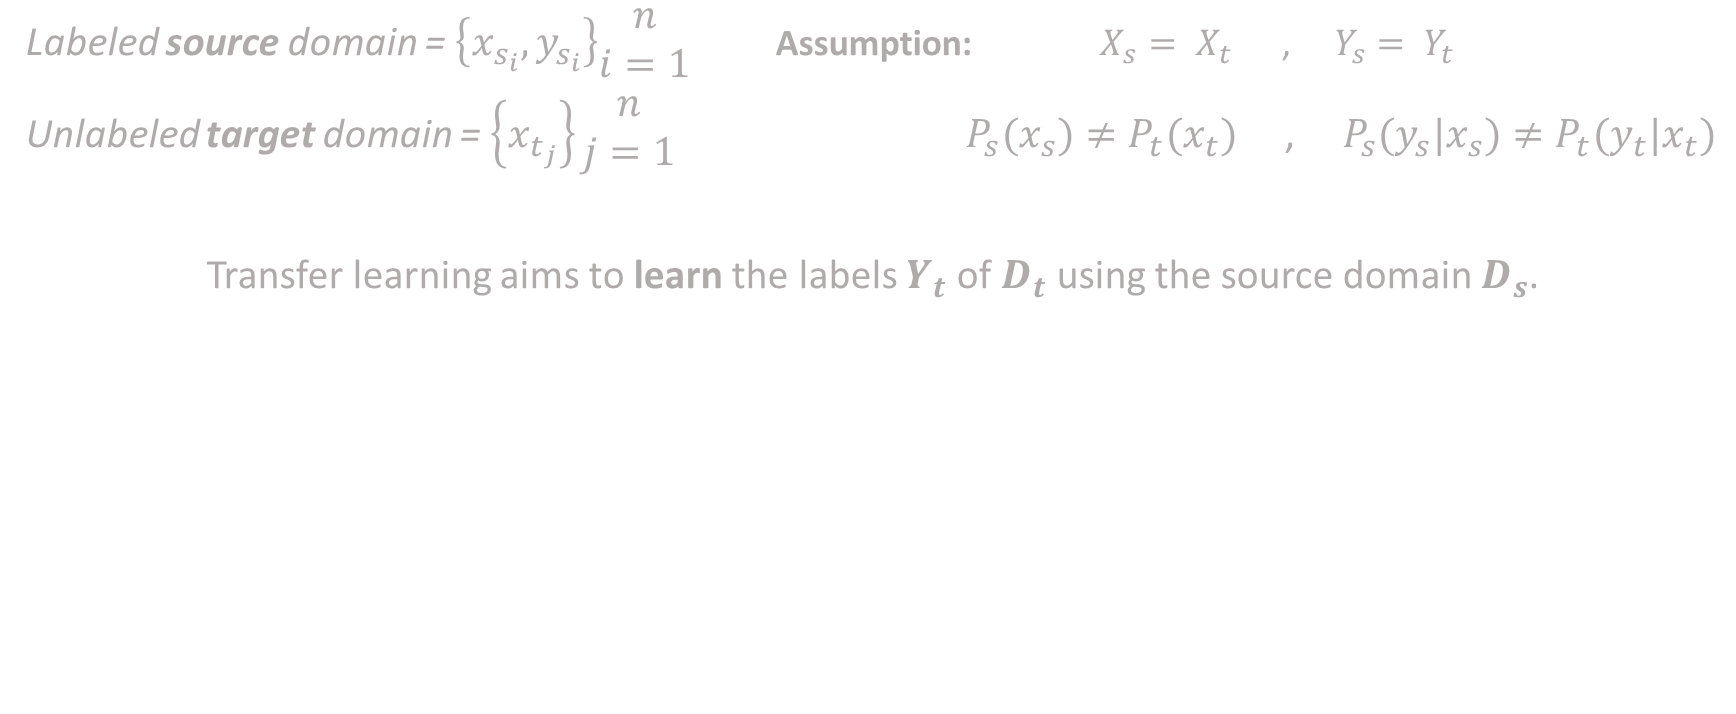 Labeled source domain = {x_{s_i}, y_{s_i}}_{i=1}^{n} Assumption: X_s = X_t , Y_s = Y_t
Unlabeled target domain = {x_{t_j}}_{j=1}^{n} P_s(x_s) ≠ P_t(x_t) , P_s(y_s|x_s) ≠ P_t(y_t|x_t)
Transfer learning aims to learn the labels Y_t of D_t using the source domain D_s.